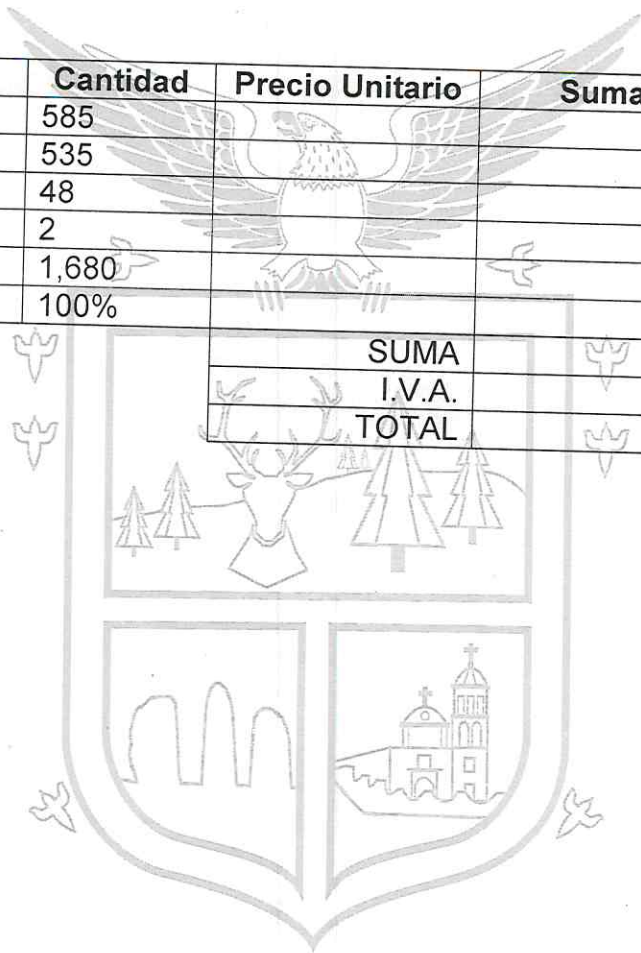 Cantidad Precio Unitario Suma
585
535
48
2
1,680
100%
SUMA
I.V.A.
TOTAL